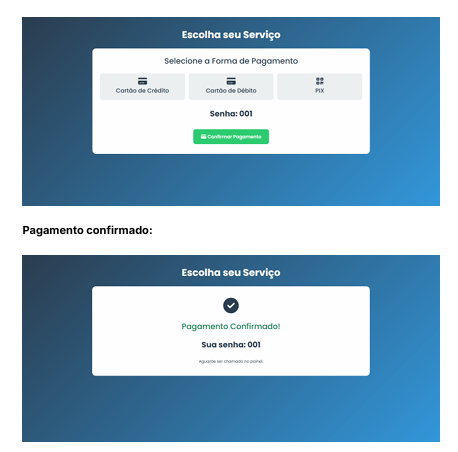 Escolha seu Serviço
Selecione a Forma de Pagamento
Cartão de Crédito
Cartão de Débito
PIX
Senha: 001
Confirmar Pagamento
Pagamento confirmado:
Escolha seu Serviço
Pagamento Confirmado!
Sua senha: 001
Aguarde ser chamado no painel.